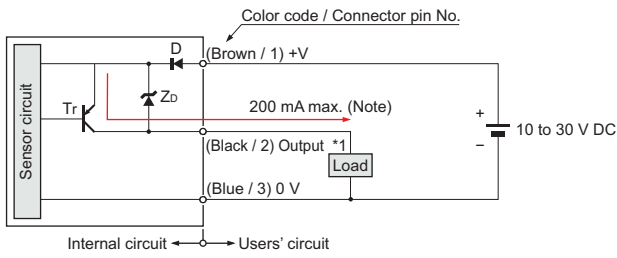 Color code / Connector pin No.
D
(Brown / 1) +V
Sensor circuit
Tr
ZD
200 mA max. (Note)
+
10 to 30 V DC
−
(Black / 2) Output *1
Load
(Blue / 3) 0 V
Internal circuit
Users' circuit